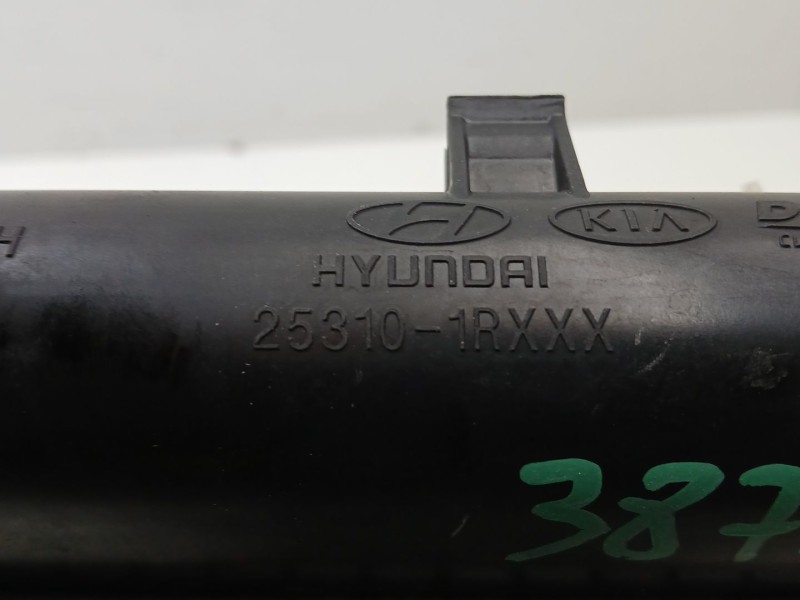 H
KIA
HYUNDAI
25310-1RXXX
387